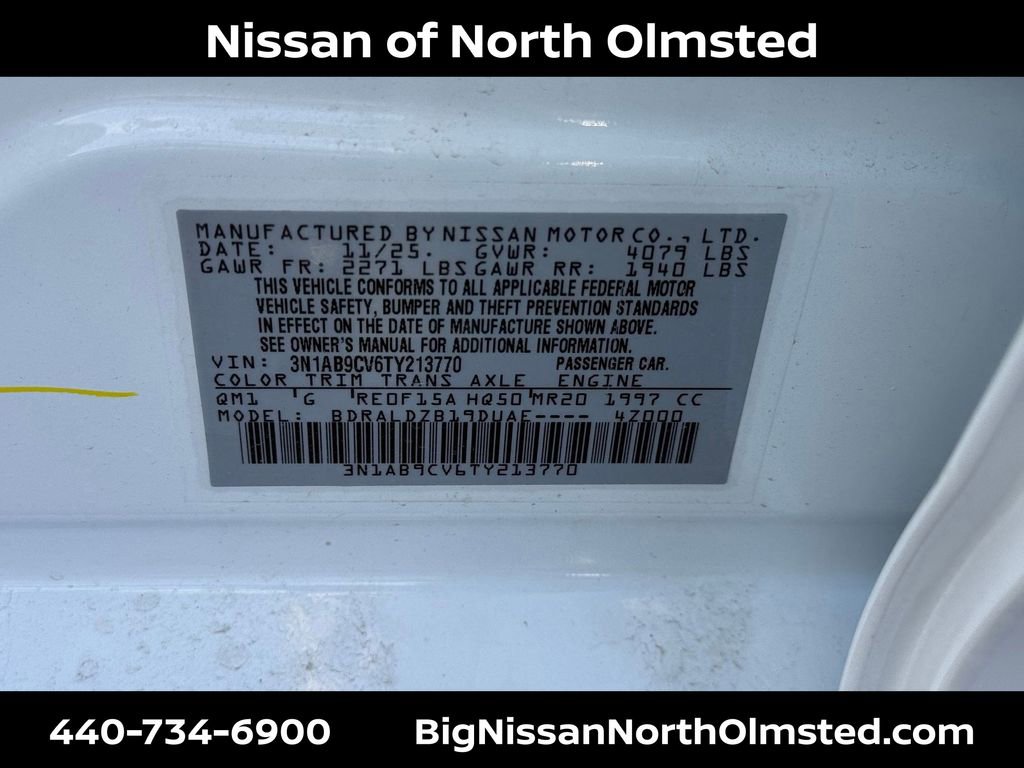 Nissan of North Olmsted
MANUFACTURED BY NISSAN MOTOR CO., LTD.
DATE: 11/25. GVWR: 4079 LBS
GAWR FR: 2271 LBS GAWR RR: 1940 LBS
THIS VEHICLE CONFORMS TO ALL APPLICABLE FEDERAL MOTOR
VEHICLE SAFETY, BUMPER AND THEFT PREVENTION STANDARDS
IN EFFECT ON THE DATE OF MANUFACTURE SHOWN ABOVE.
SEE OWNER'S MANUAL FOR ADDITIONAL INFORMATION.
VIN: 3N1AB9CV6TY213770 PASSENGER CAR.
COLOR TRIM TRANS AXLE ENGINE
QM1 G RE0F15A HQ50 MR20 1997 CC
MODEL: BDRALDZB19DUAE---- 4Z000
3N1AB9CV6TY213770
440-734-6900 BigNissanNorthOlmsted.com